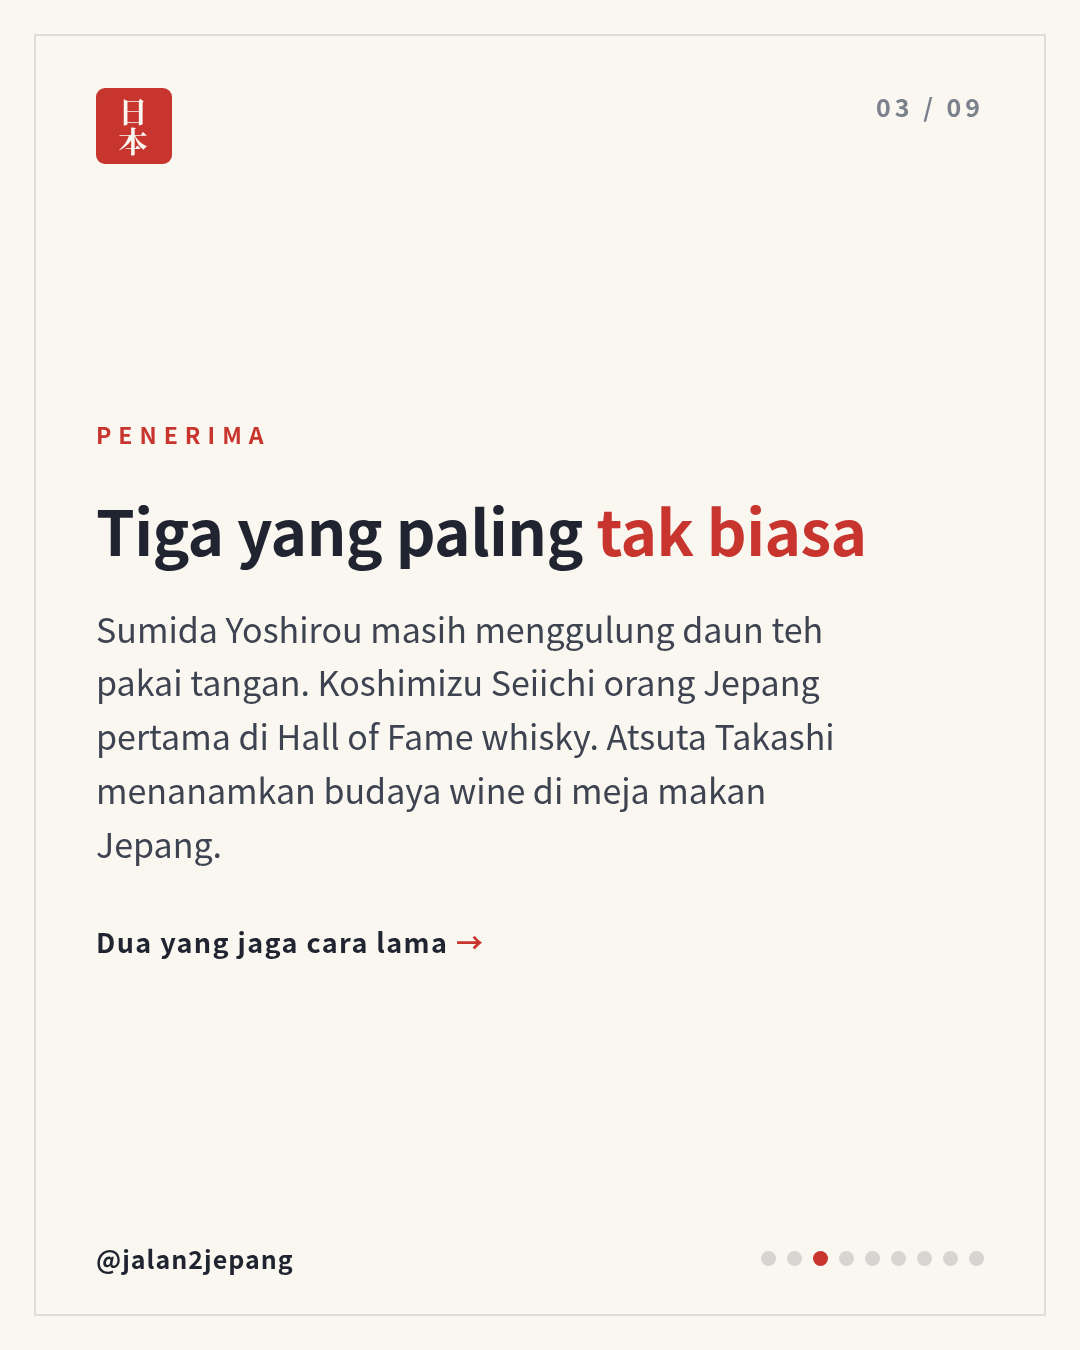 日本
03 / 09
PENERIMA
Tiga yang paling tak biasa
Sumida Yoshirou masih menggulung daun teh
pakai tangan. Koshimizu Seiichi orang Jepang
pertama di Hall of Fame whisky. Atsuta Takashi
menanamkan budaya wine di meja makan
Jepang.
Dua yang jaga cara lama →
@jalan2jepang